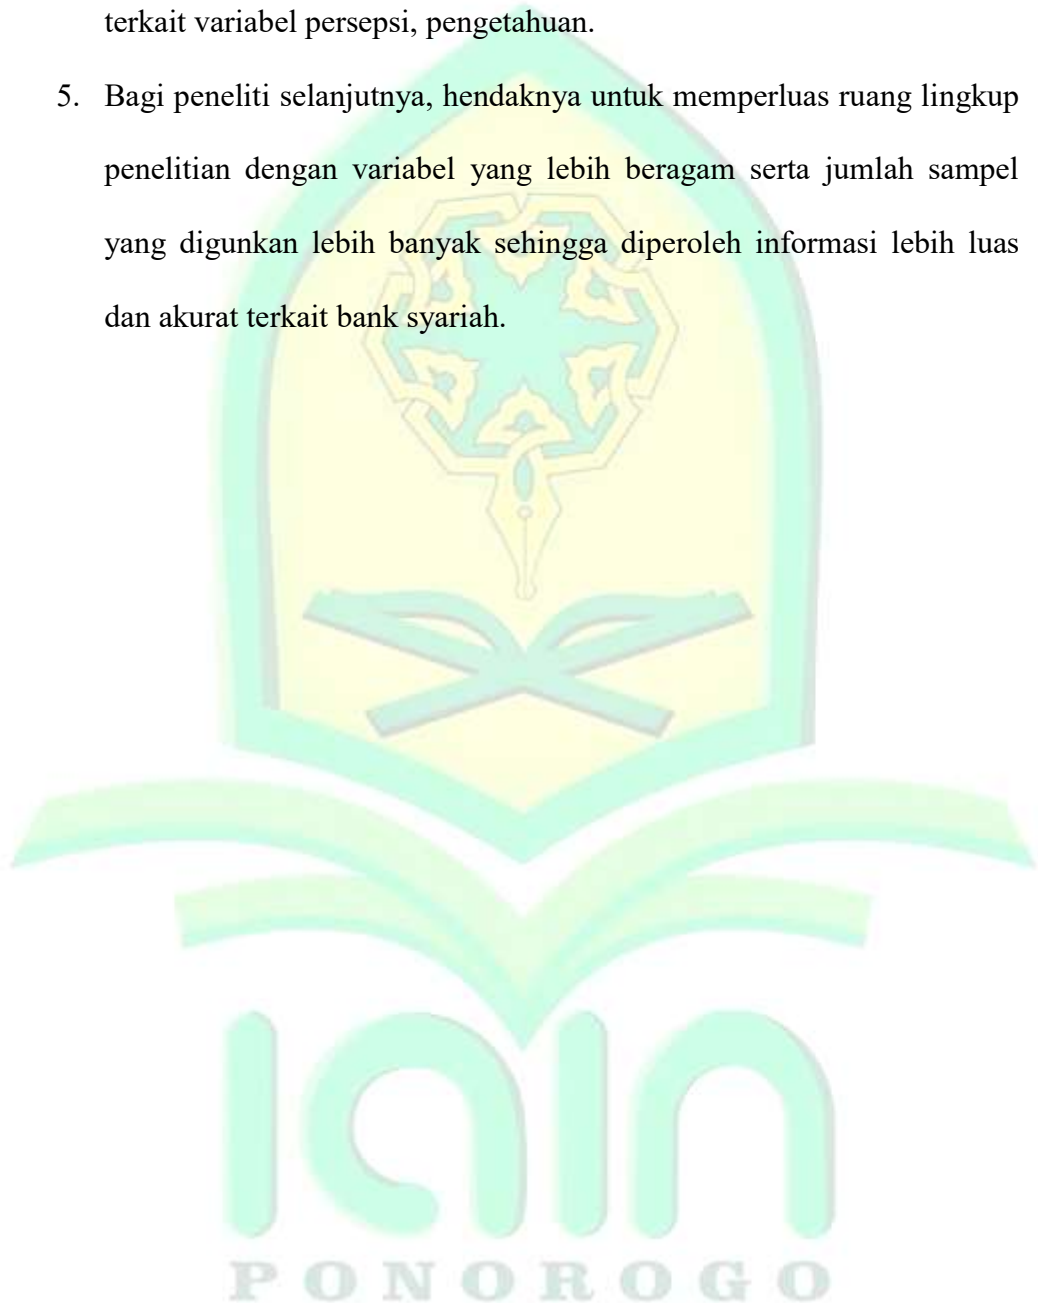 terkait variabel persepsi, pengetahuan.
5. Bagi peneliti selanjutnya, hendaknya untuk memperluas ruang lingkup
penelitian dengan variabel yang lebih beragam serta jumlah sampel
yang digunkan lebih banyak sehingga diperoleh informasi lebih luas
dan akurat terkait bank syariah.
iain
PONOROGO